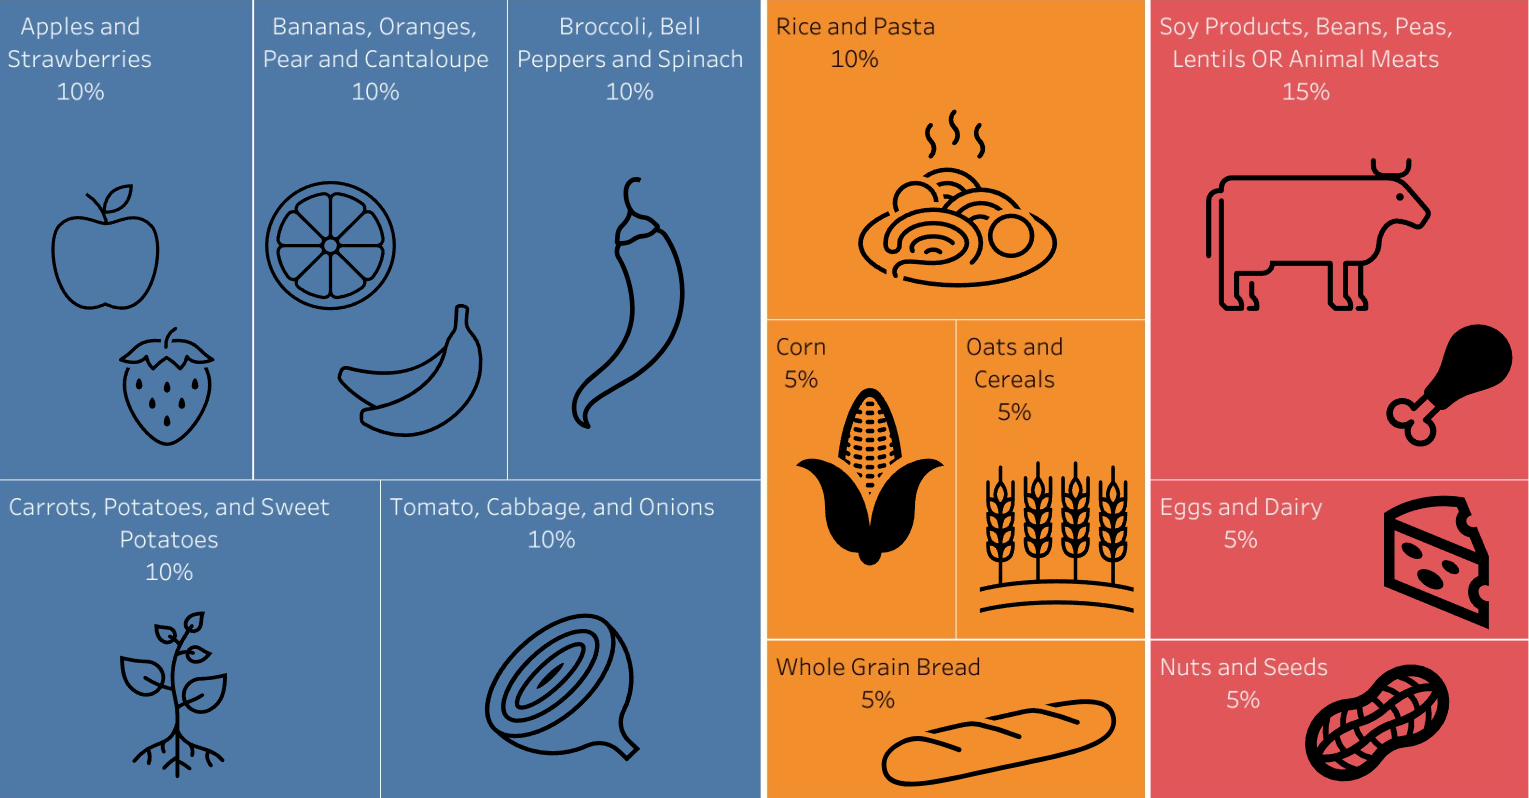 Apples and
Strawberries
10%
Bananas, Oranges,
Pear and Cantaloupe
10%
Broccoli, Bell
Peppers and Spinach
10%
Rice and Pasta
10%
Soy Products, Beans, Peas,
Lentils OR Animal Meats
15%
Corn
5%
Oats and
Cereals
5%
Carrots, Potatoes, and Sweet
Potatoes
10%
Tomato, Cabbage, and Onions
10%
Eggs and Dairy
5%
Whole Grain Bread
5%
Nuts and Seeds
5%